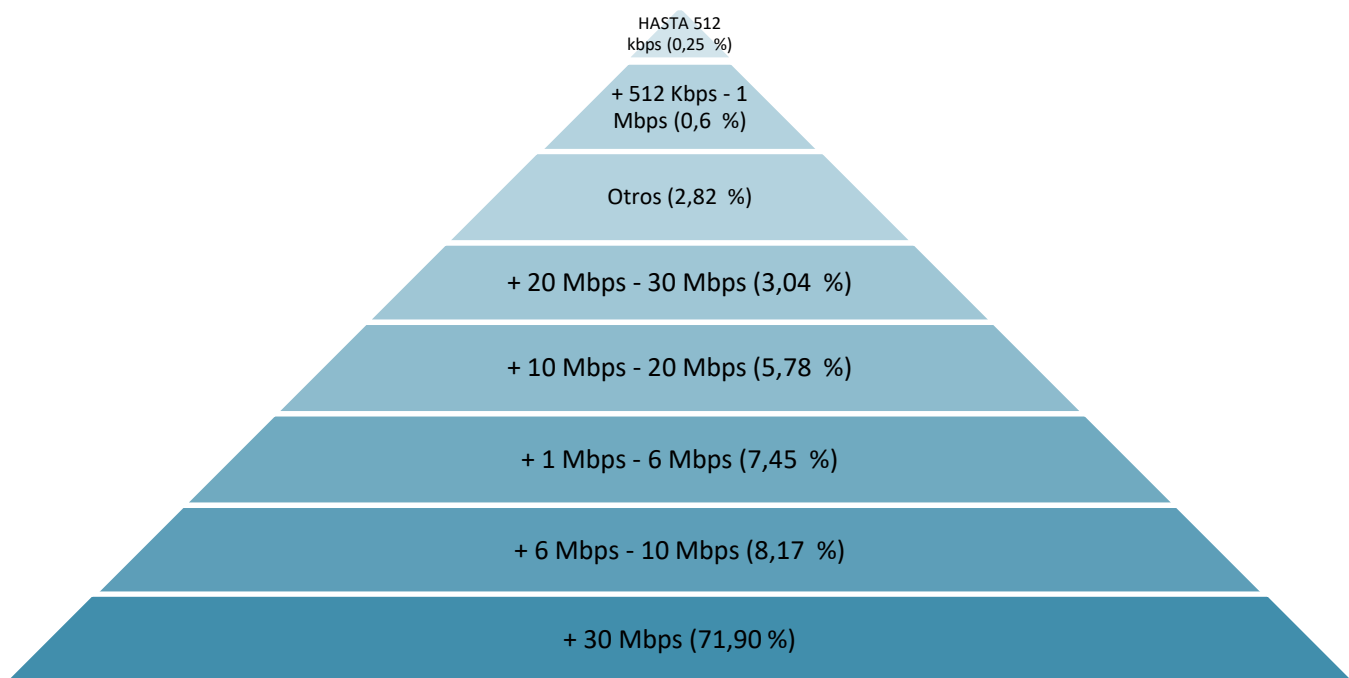 HASTA 512
kbps (0,25 %)
+ 512 Kbps - 1
Mbps (0,6 %)
Otros (2,82 %)
+ 20 Mbps - 30 Mbps (3,04 %)
+ 10 Mbps - 20 Mbps (5,78 %)
+ 1 Mbps - 6 Mbps (7,45 %)
+ 6 Mbps - 10 Mbps (8,17 %)
+ 30 Mbps (71,90 %)